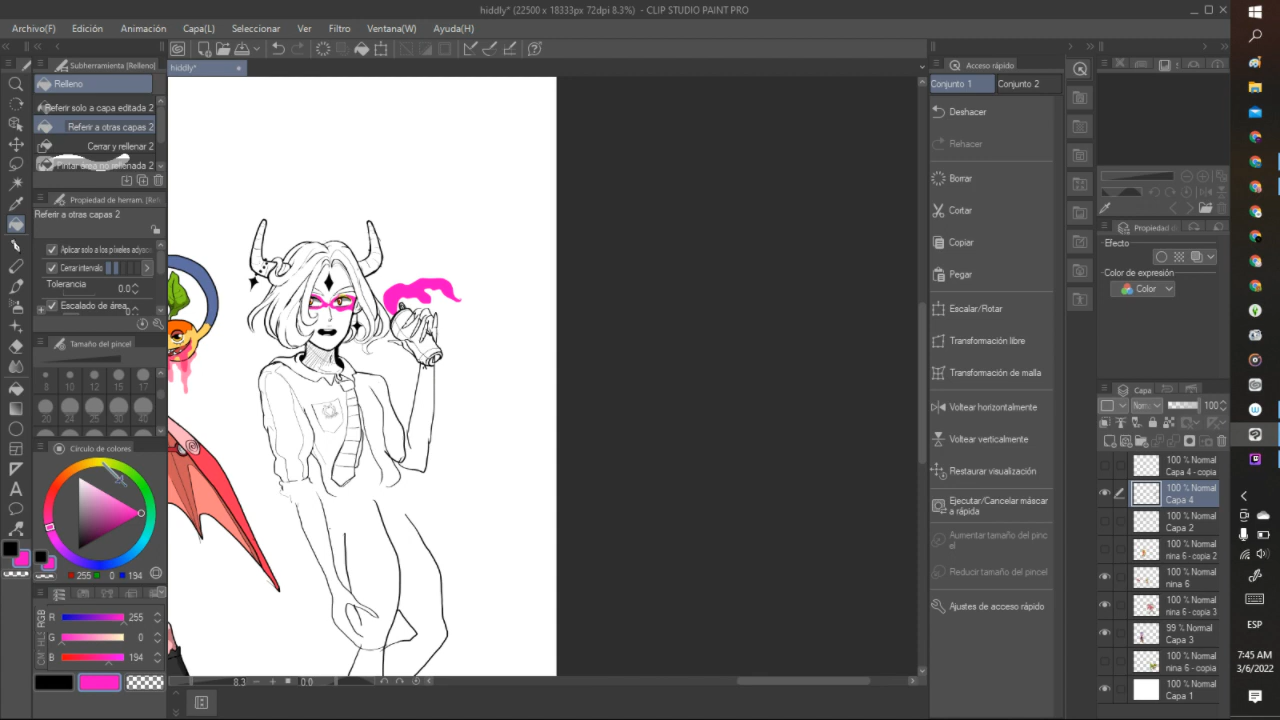 hiddly* (22500 x 18333px 72dpi 8.3%) - CLIP STUDIO PAINT PRO
Archivo(F) Edición Animación Capa(L) Seleccionar Ver Filtro Ventana(W) Ayuda(H)
Subherramienta [Relleno]
hiddly*
Relleno
Referir solo a capa editada 2
Referir a otras capas 2
Cerrar y rellenar 2
Pintar área no rellenada 2
Propiedad de herram. [Rel
Referir a otras capas 2
Aplicar solo a los píxeles adyace
Cerrar intervalo
Tolerancia 0.0
Escalado de área
Tamaño del pincel
8 10 12 15 17
20 24 25 30 40
Círculo de colores
255 0 194
RGB
R 255
G 0
B 194
8.3
0.0
Acceso rápido
Conjunto 1 Conjunto 2
Deshacer
Rehacer
Borrar
Cortar
Copiar
Pegar
Escalar/Rotar
Transformación libre
Transformación de malla
Voltear horizontalmente
Voltear verticalmente
Restaurar visualización
Ejecutar/Cancelar máscar
a rápida
Aumentar tamaño del pinc
el
Reducir tamaño del pincel
Ajustes de acceso rápido
Propiedad
Efecto
Color de expresión
Color
Capa
100
100 % Normal
Capa 4 - copia
100 % Normal
Capa 4
100 % Normal
Capa 2
100 % Normal
nina 6 - copia 2
100 % Normal
nina 6
100 % Normal
nina 6 - copia 3
99 % Normal
Capa 3
100 % Normal
nina 6 - copia
100 % Normal
Capa 1
ESP
7:45 AM
3/6/2022